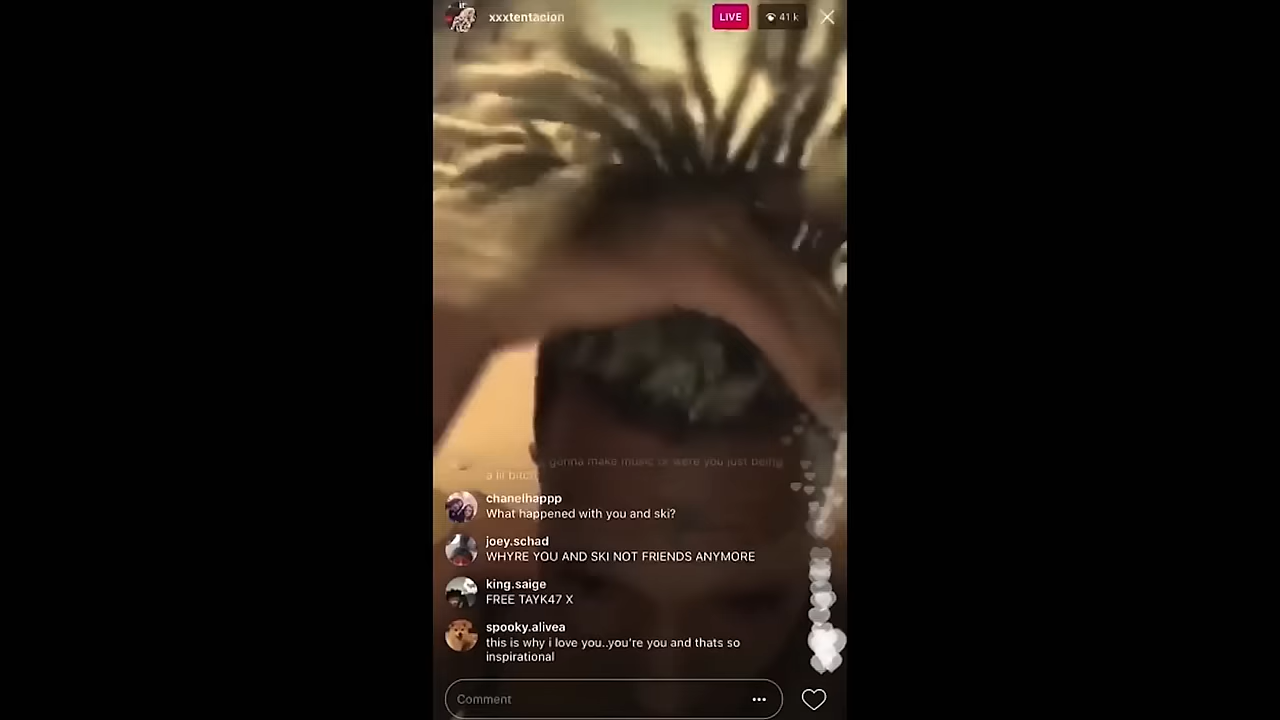 xxxtentacion
LIVE
41 k
gonna make music or were you just being
a lil bitch
chanelhappp
What happened with you and ski?
joey.schad
WHYRE YOU AND SKI NOT FRIENDS ANYMORE
king.saige
FREE TAYK47 X
spooky.alivea
this is why i love you..you're you and thats so
inspirational
Comment